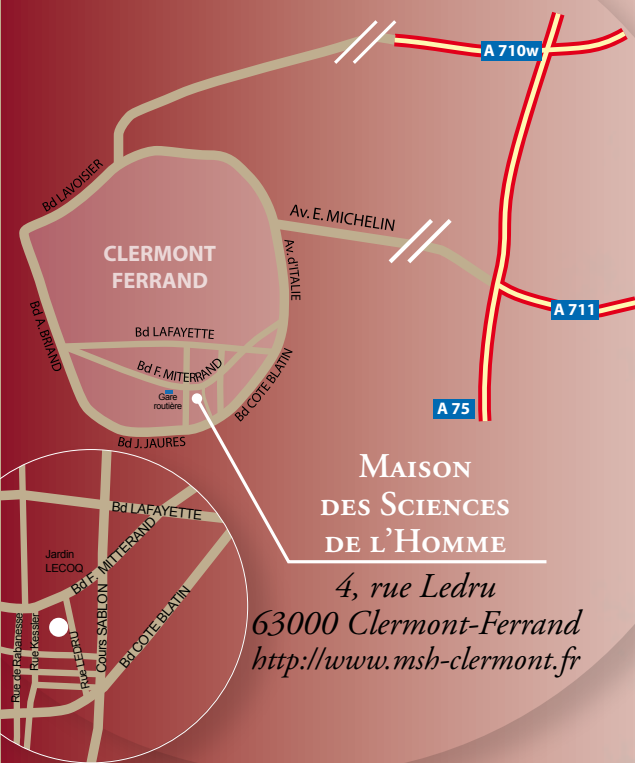 A 710w
Bd LAVOISIER
Av. E. MICHELIN
CLERMONT
FERRAND
Av. d'ITALIE
A 711
Bd A. BRIAND
Bd LAFAYETTE
Bd F. MITERRAND
Gare
routière
Bd COTE BLATIN
A 75
Bd J. JAURES
MAISON
DES SCIENCES
DE L'HOMME
4, rue Ledru
63000 Clermont-Ferrand
http://www.msh-clermont.fr
Bd LAFAYETTE
Bd F. MITTERAND
Jardin
LECOQ
Cours SABLON
Bd COTE BLATIN
Rue de Rabanesse
Rue Kessler
Rue LEDRU